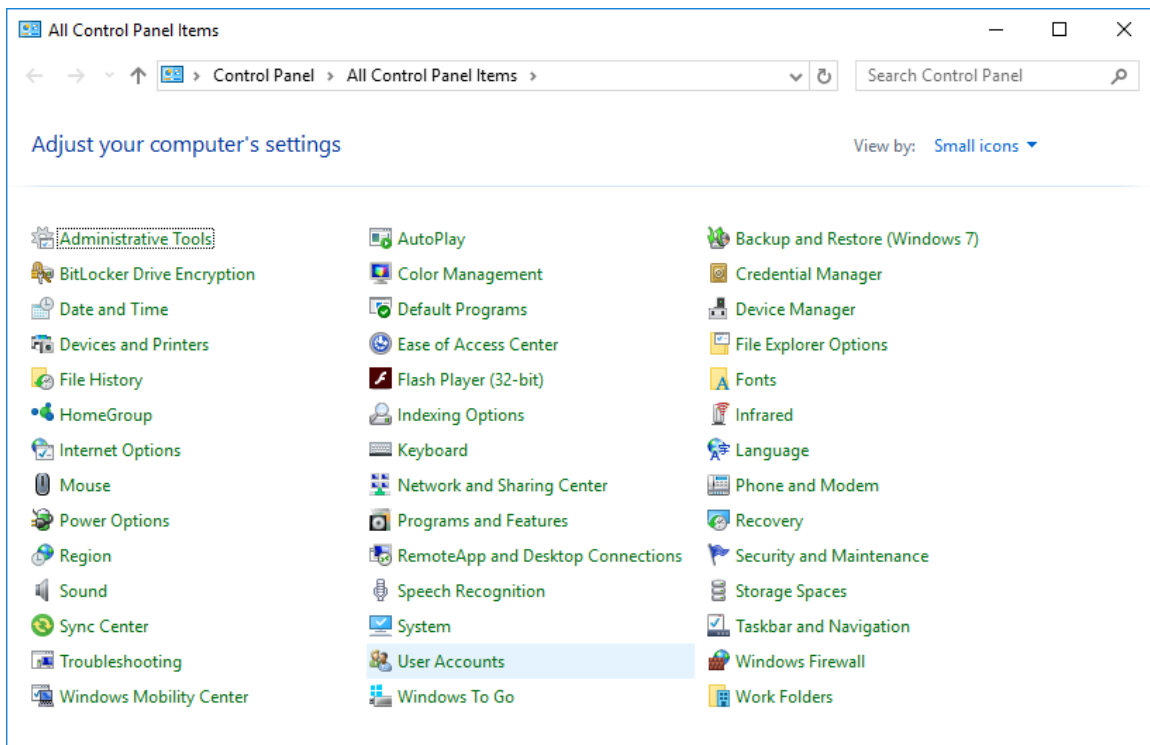 All Control Panel Items
Control Panel > All Control Panel Items >
Search Control Panel
Adjust your computer's settings
View by: Small icons
Administrative Tools
AutoPlay
Backup and Restore (Windows 7)
BitLocker Drive Encryption
Color Management
Credential Manager
Date and Time
Default Programs
Device Manager
Devices and Printers
Ease of Access Center
File Explorer Options
File History
Flash Player (32-bit)
Fonts
HomeGroup
Indexing Options
Infrared
Internet Options
Keyboard
Language
Mouse
Network and Sharing Center
Phone and Modem
Power Options
Programs and Features
Recovery
Region
RemoteApp and Desktop Connections
Security and Maintenance
Sound
Speech Recognition
Storage Spaces
Sync Center
System
Taskbar and Navigation
Troubleshooting
User Accounts
Windows Firewall
Windows Mobility Center
Windows To Go
Work Folders